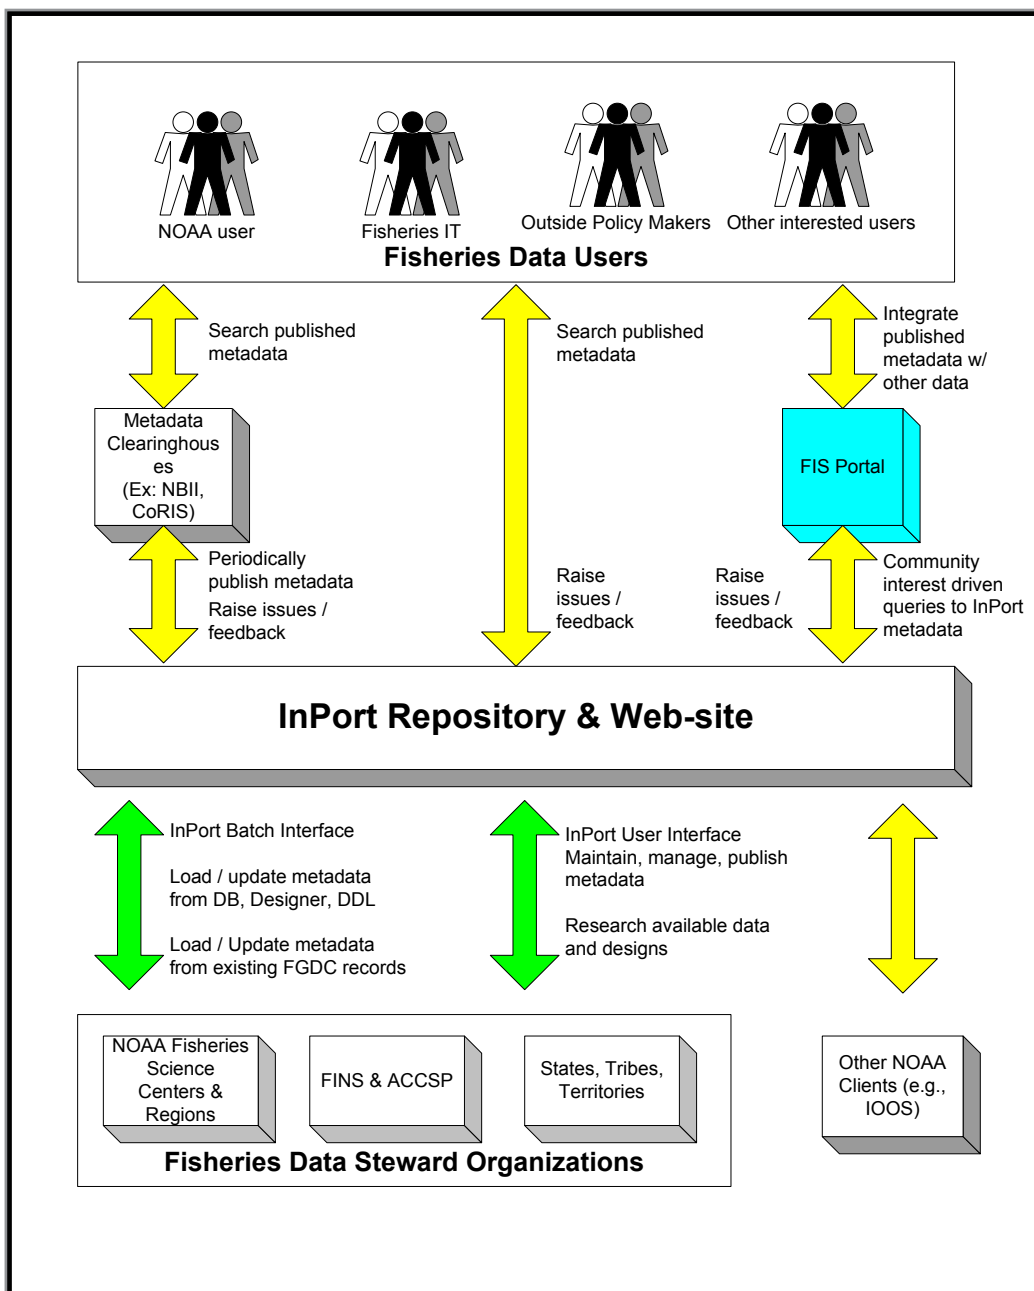 NOAA user
Fisheries IT
Outside Policy Makers
Other interested users
Fisheries Data Users
Search published
metadata
Search published
metadata
Integrate
published
metadata w/
other data
Metadata
Clearinghous
es
(Ex: NBII,
CoRIS)
FIS Portal
Periodically
publish metadata
Raise issues /
feedback
Raise
issues /
feedback
Raise
issues /
feedback
Community
interest driven
queries to InPort
metadata
InPort Repository & Web-site
InPort Batch Interface
Load / update metadata
from DB, Designer, DDL
Load / Update metadata
from existing FGDC records
InPort User Interface
Maintain, manage, publish
metadata
Research available data
and designs
NOAA Fisheries
Science
Centers &
Regions
FINS & ACCSP
States, Tribes,
Territories
Other NOAA
Clients (e.g.,
IOOS)
Fisheries Data Steward Organizations